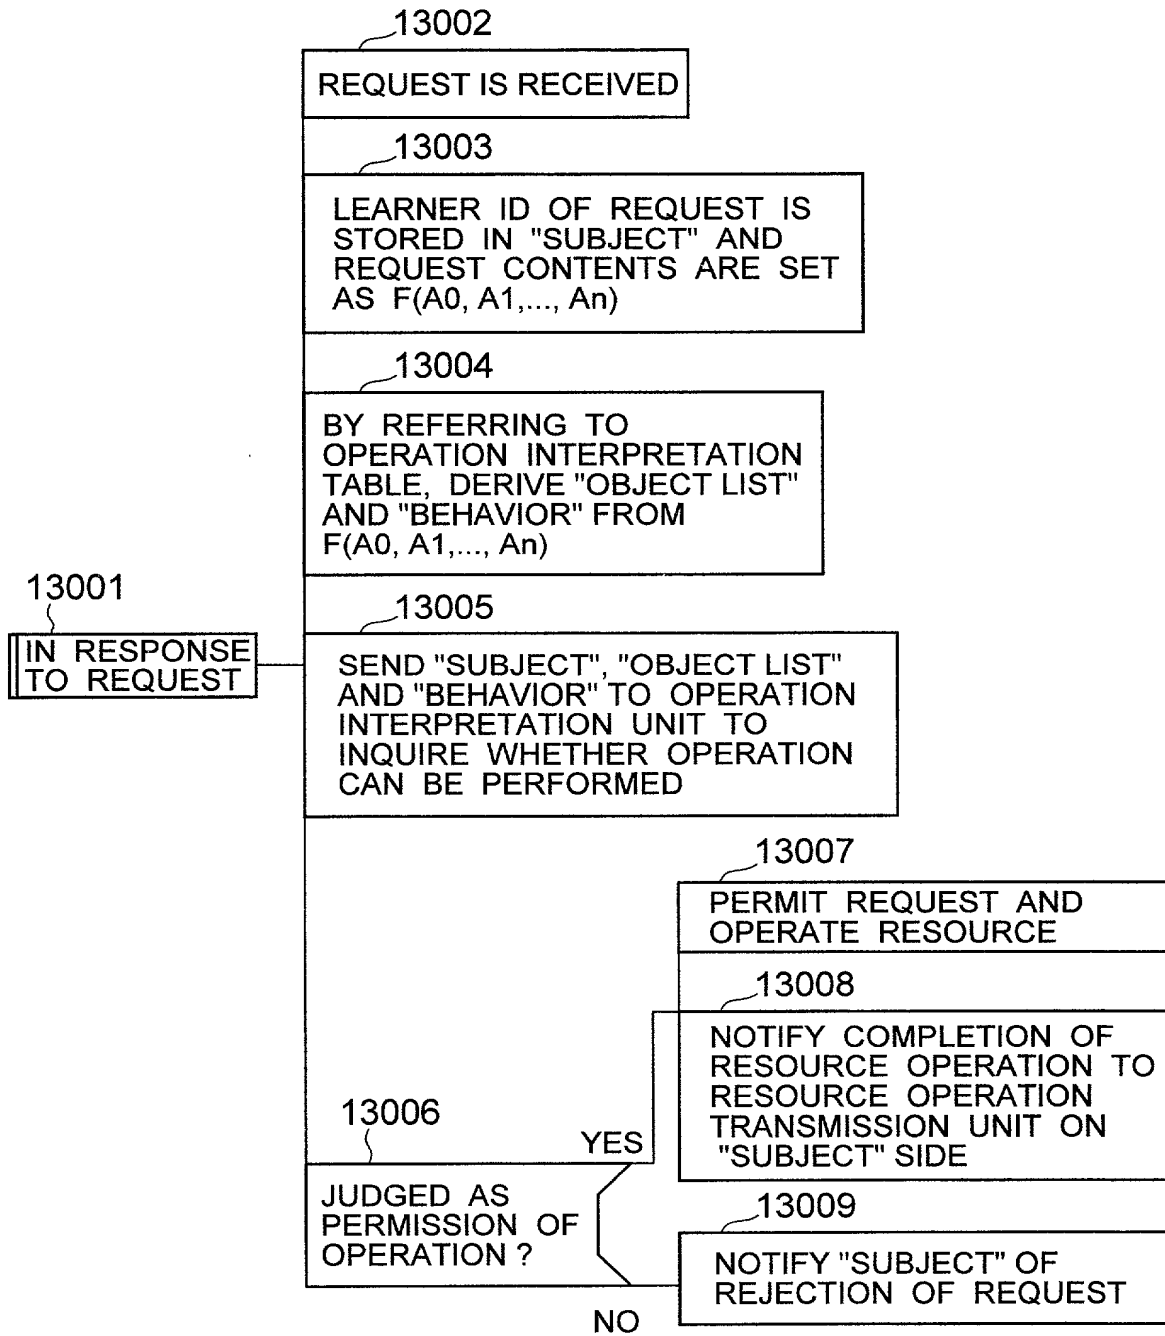 13002
REQUEST IS RECEIVED
13003
LEARNER ID OF REQUEST IS
STORED IN "SUBJECT" AND
REQUEST CONTENTS ARE SET
AS F(A0, A1,..., An)
13004
BY REFERRING TO
OPERATION INTERPRETATION
TABLE, DERIVE "OBJECT LIST"
AND "BEHAVIOR" FROM
F(A0, A1,..., An)
13001
IN RESPONSE
TO REQUEST
13005
SEND "SUBJECT", "OBJECT LIST"
AND "BEHAVIOR" TO OPERATION
INTERPRETATION UNIT TO
INQUIRE WHETHER OPERATION
CAN BE PERFORMED
13006
JUDGED AS
PERMISSION OF
OPERATION ?
YES
13007
PERMIT REQUEST AND
OPERATE RESOURCE
13008
NOTIFY COMPLETION OF
RESOURCE OPERATION TO
RESOURCE OPERATION
TRANSMISSION UNIT ON
"SUBJECT" SIDE
NO
13009
NOTIFY "SUBJECT" OF
REJECTION OF REQUEST